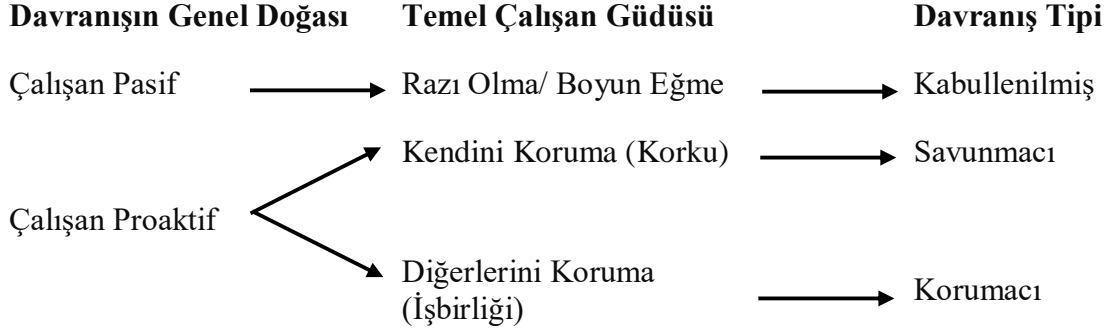 Davranışın Genel Doğası Temel Çalışan Güdüsü Davranış Tipi
Çalışan Pasif Razı Olma/ Boyun Eğme Kabullenilmiş
Kendini Koruma (Korku) Savunmacı
Çalışan Proaktif
Diğerlerini Koruma
(İşbirliği) Korumacı